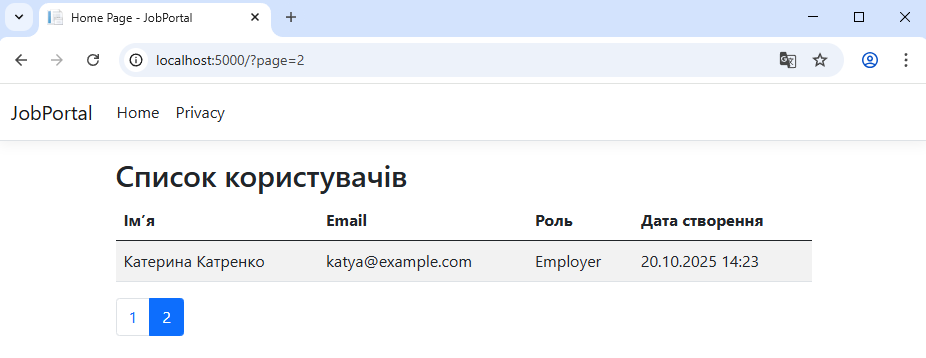 Home Page - JobPortal
localhost:5000/?page=2
JobPortal Home Privacy
Список користувачів
Ім'я Email Роль Дата створення
Катерина Катренко katya@example.com Employer 20.10.2025 14:23
1 2